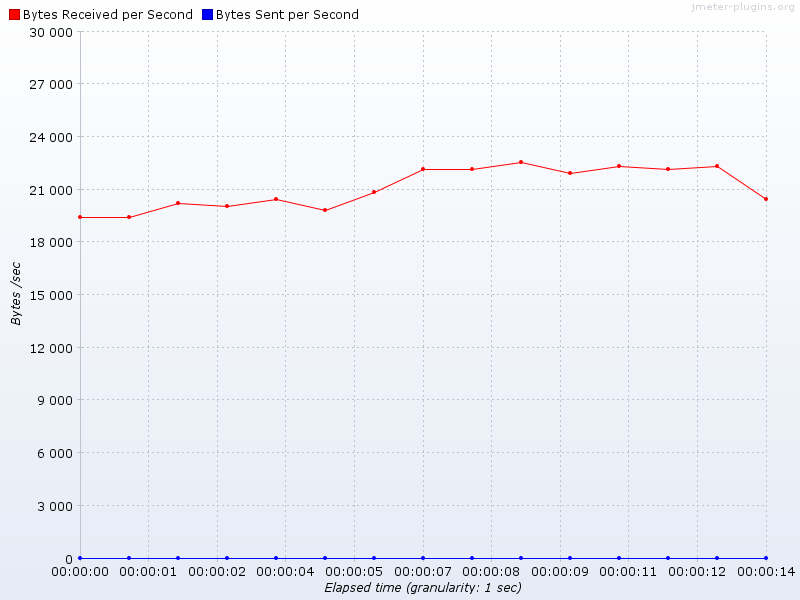 jmeter-plugins.org
Bytes Received per Second Bytes Sent per Second
30 000
27 000
24 000
21 000
18 000
15 000
12 000
9 000
6 000
3 000
0
Bytes /sec
00:00:00 00:00:01 00:00:02 00:00:04 00:00:05 00:00:07 00:00:08 00:00:09 00:00:11 00:00:12 00:00:14
Elapsed time (granularity: 1 sec)